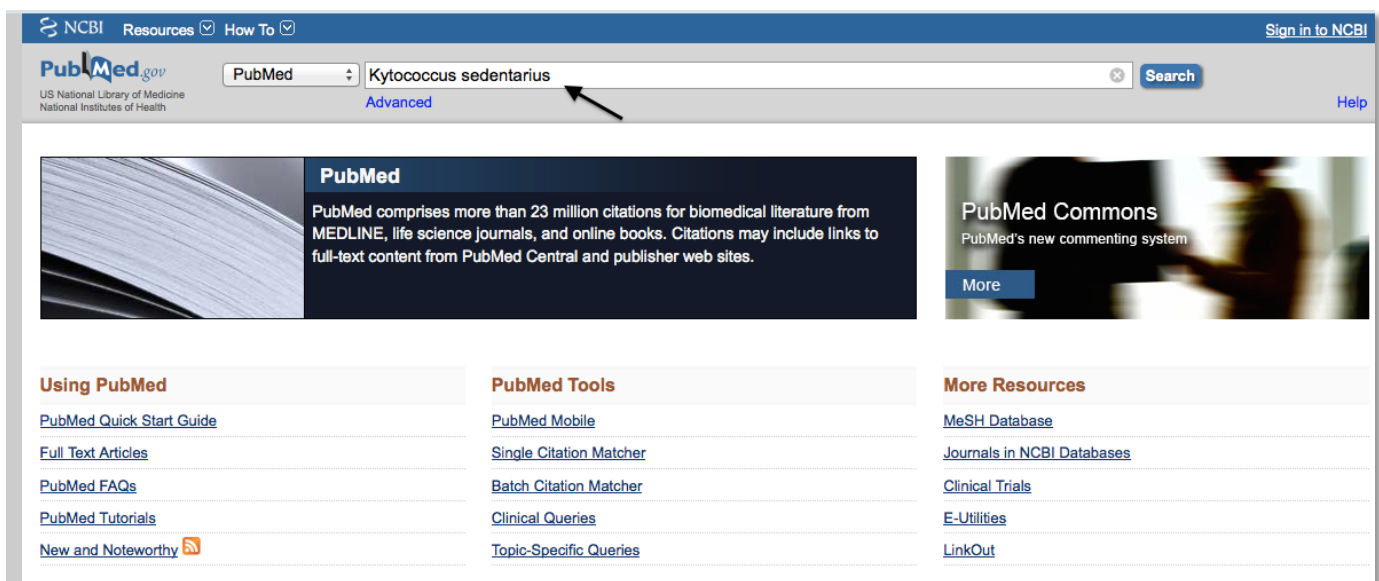 NCBI Resources How To Sign in to NCBI
PubMed.gov
US National Library of Medicine
National Institutes of Health
PubMed Kytococcus sedentarius Search
Advanced Help
PubMed
PubMed comprises more than 23 million citations for biomedical literature from
MEDLINE, life science journals, and online books. Citations may include links to
full-text content from PubMed Central and publisher web sites.
PubMed Commons
PubMed's new commenting system
More
Using PubMed
PubMed Quick Start Guide
Full Text Articles
PubMed FAQs
PubMed Tutorials
New and Noteworthy
PubMed Tools
PubMed Mobile
Single Citation Matcher
Batch Citation Matcher
Clinical Queries
Topic-Specific Queries
More Resources
MeSH Database
Journals in NCBI Databases
Clinical Trials
E-Utilities
LinkOut